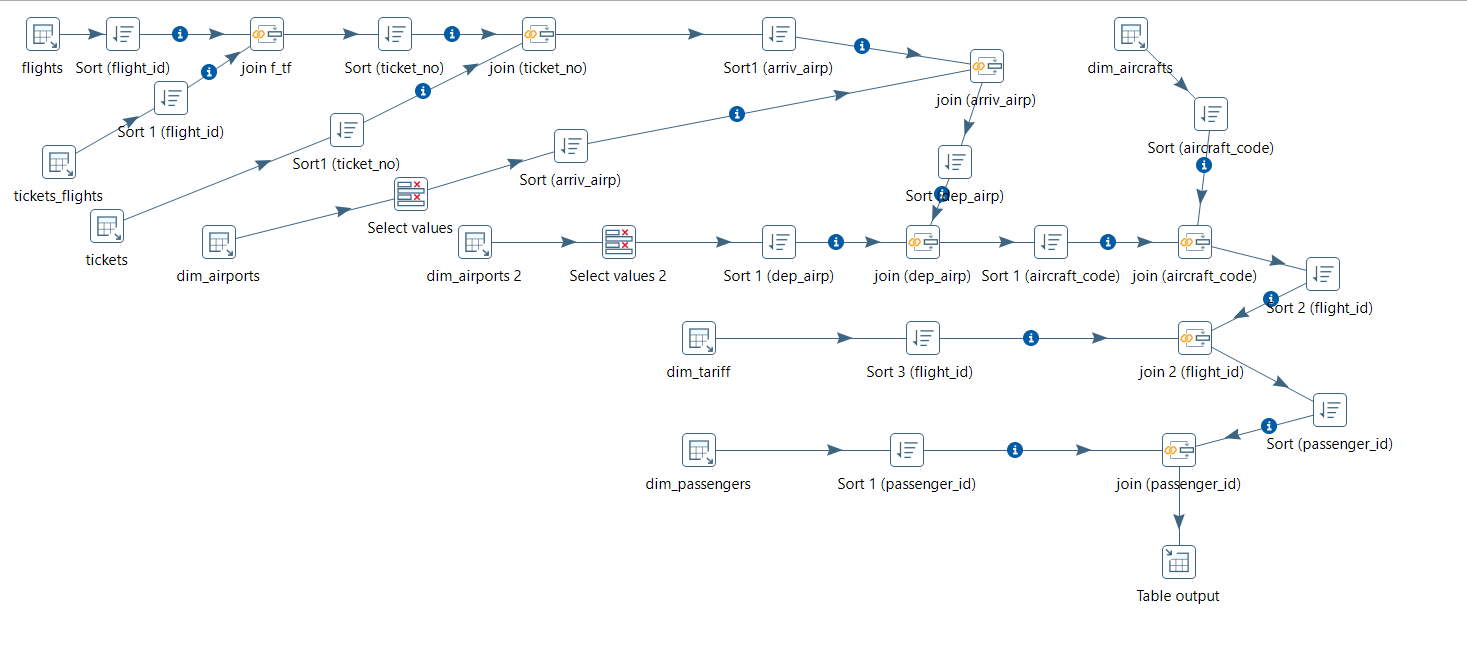 flights
Sort (flight_id)
join f_tf
Sort (ticket_no)
join (ticket_no)
Sort1 (arriv_airp)
dim_aircrafts
join (arriv_airp)
Sort 1 (flight_id)
Sort (aircraft_code)
Sort1 (ticket_no)
Sort (arriv_airp)
tickets_flights
Sort (dep_airp)
Select values
tickets
dim_airports
dim_airports 2
Select values 2
Sort 1 (dep_airp)
join (dep_airp)
Sort 1 (aircraft_code)
join (aircraft_code)
Sort 2 (flight_id)
dim_tariff
Sort 3 (flight_id)
join 2 (flight_id)
Sort (passenger_id)
dim_passengers
Sort 1 (passenger_id)
join (passenger_id)
Table output